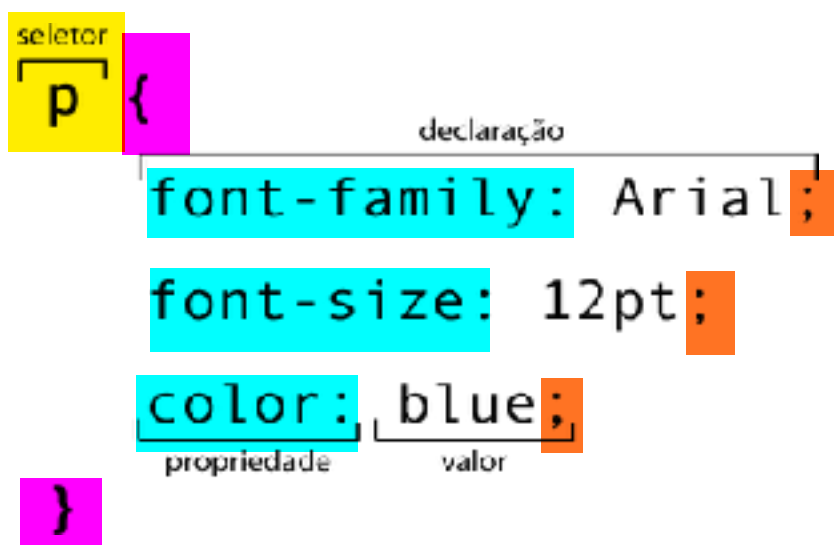 seletor
p {
declaração
font-family: Arial;
font-size: 12pt;
color: blue;
propriedade valor
}